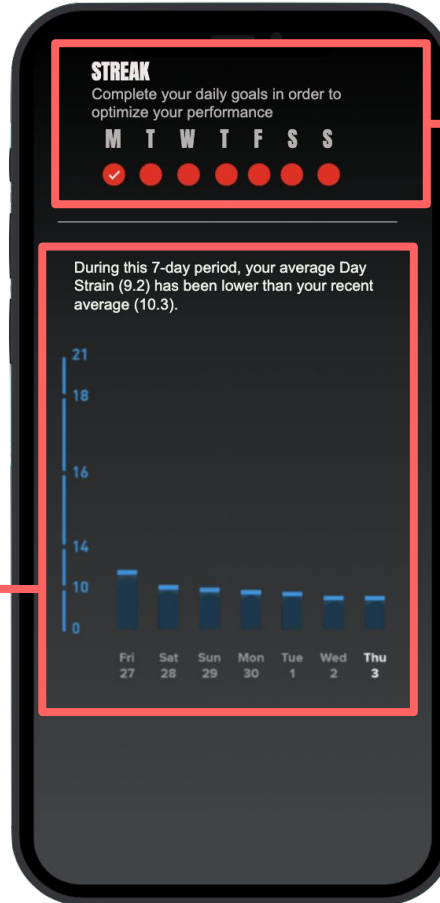 STREAK
Complete your daily goals in order to
optimize your performance
M T W T F S S
During this 7-day period, your average Day
Strain (9.2) has been lower than your recent
average (10.3).
21
18
16
14
10
0
Fri Sat Sun Mon Tue Wed Thu
27 28 29 30 1 2 3